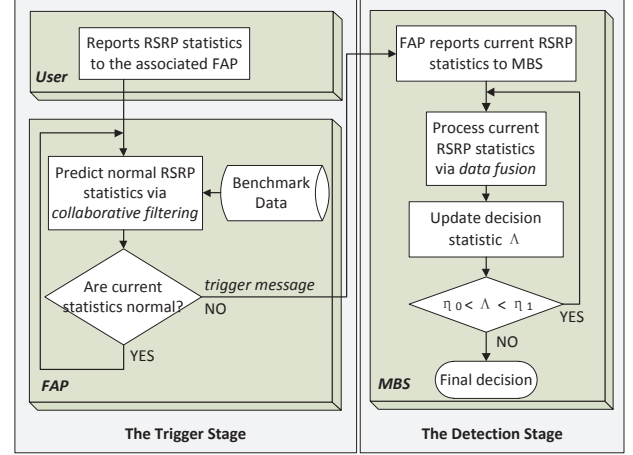 Reports RSRP statistics
to the associated FAP
User
Predict normal RSRP
statistics via
collaborative filtering
Benchmark
Data
Are current
statistics normal?
trigger message
NO
YES
FAP
The Trigger Stage
FAP reports current RSRP
statistics to MBS
Process current
RSRP statistics
via data fusion
Update decision
statistic Λ
η 0 < Λ < η 1
YES
NO
Final decision
MBS
The Detection Stage